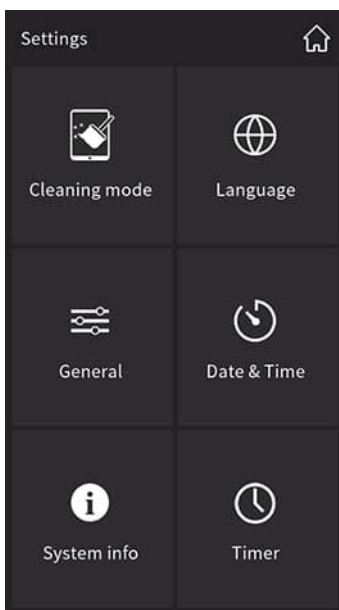 Settings
Cleaning mode
Language
General
Date & Time
System info
Timer